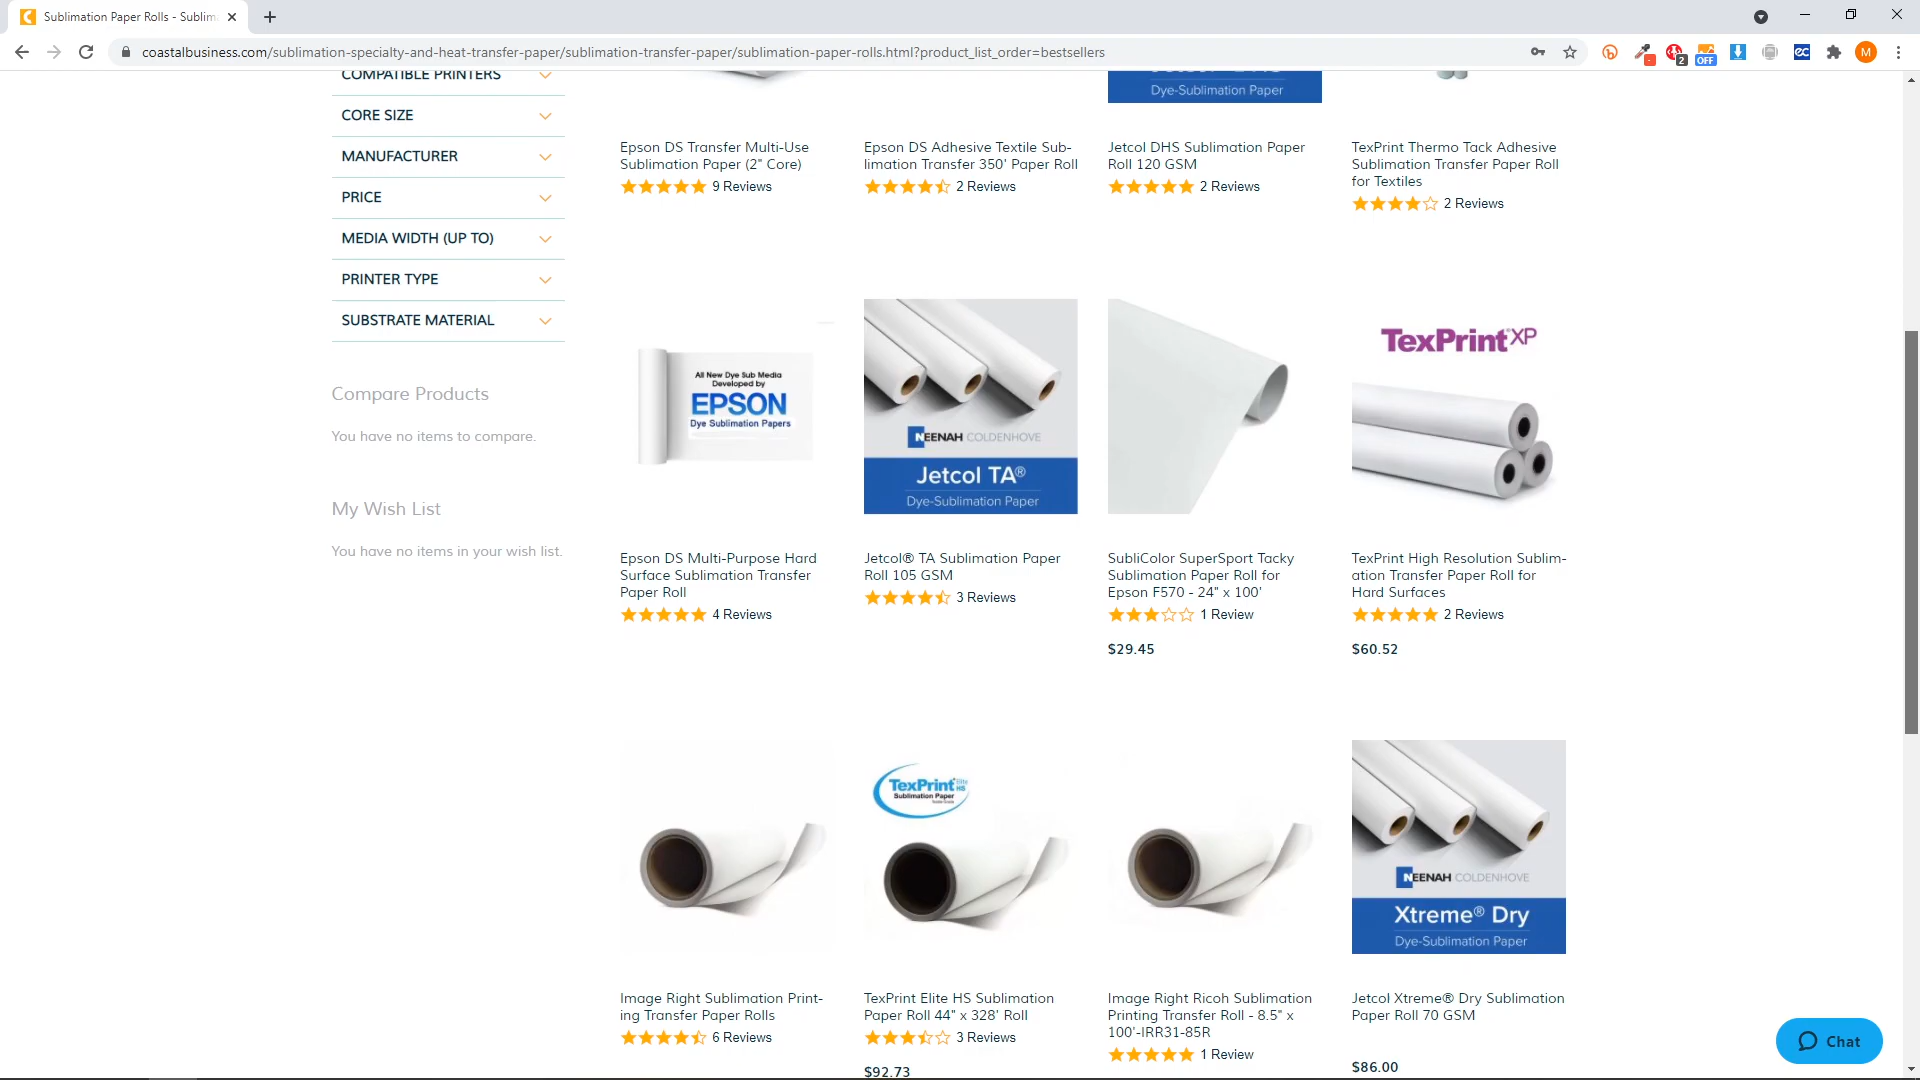 Sublimation Paper Rolls - Sublim
coastalbusiness.com/sublimation-specialty-and-heat-transfer-paper/sublimation-transfer-paper/sublimation-paper-rolls.html?product_list_order=bestsellers
2
OFF
EC
M
COMPATIBLE PRINTERS
CORE SIZE
MANUFACTURER
PRICE
MEDIA WIDTH (UP TO)
PRINTER TYPE
SUBSTRATE MATERIAL
Compare Products
You have no items to compare.
My Wish List
You have no items in your wish list.
Dye-Sublimation Paper
Epson DS Transfer Multi-Use
Sublimation Paper (2" Core)
9 Reviews
Epson DS Adhesive Textile Sub-
limation Transfer 350' Paper Roll
2 Reviews
Jetcol DHS Sublimation Paper
Roll 120 GSM
2 Reviews
TexPrint Thermo Tack Adhesive
Sublimation Transfer Paper Roll
for Textiles
2 Reviews
All New Dye Sub Media
Developed by
EPSON
Dye Sublimation Papers
NEENAH COLDENHOVE
Jetcol TA®
Dye-Sublimation Paper
TexPrint®XP
Epson DS Multi-Purpose Hard
Surface Sublimation Transfer
Paper Roll
4 Reviews
Jetcol® TA Sublimation Paper
Roll 105 GSM
3 Reviews
SubliColor SuperSport Tacky
Sublimation Paper Roll for
Epson F570 - 24" x 100'
1 Review
$29.45
TexPrint High Resolution Sublim-
ation Transfer Paper Roll for
Hard Surfaces
2 Reviews
$60.52
TexPrint Elite HS
Sublimation Paper
NEENAH COLDENHOVE
Xtreme® Dry
Dye-Sublimation Paper
Image Right Sublimation Print-
ing Transfer Paper Rolls
6 Reviews
TexPrint Elite HS Sublimation
Paper Roll 44" x 328' Roll
3 Reviews
$92.73
Image Right Ricoh Sublimation
Printing Transfer Roll - 8.5" x
100'-IRR31-85R
1 Review
Jetcol Xtreme® Dry Sublimation
Paper Roll 70 GSM
$86.00
Chat